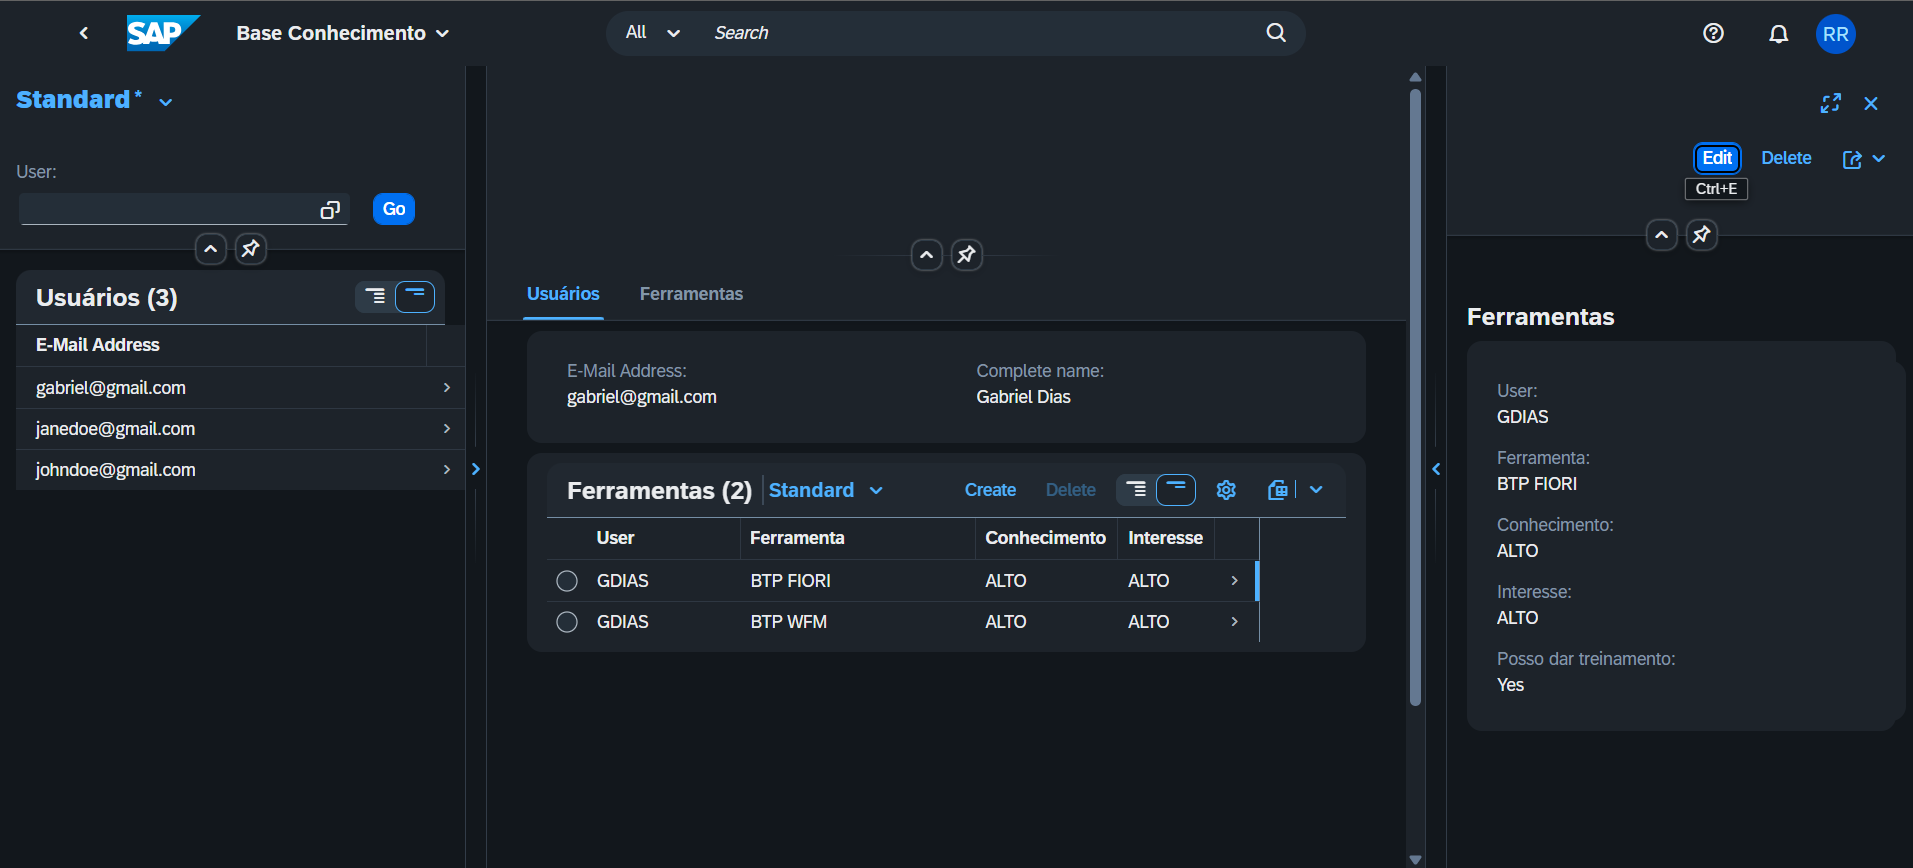 SAP
Base Conhecimento
All
Search
RR
Standard*
User:
Go
Usuários (3)
E-Mail Address
gabriel@gmail.com
janedoe@gmail.com
johndoe@gmail.com
Usuários
Ferramentas
E-Mail Address:
Complete name:
gabriel@gmail.com
Gabriel Dias
Ferramentas (2)
Standard
Create
Delete
User Ferramenta Conhecimento Interesse
GDIAS BTP FIORI ALTO ALTO
GDIAS BTP WFM ALTO ALTO
Edit
Delete
Ctrl+E
Ferramentas
User:
GDIAS
Ferramenta:
BTP FIORI
Conhecimento:
ALTO
Interesse:
ALTO
Posso dar treinamento:
Yes